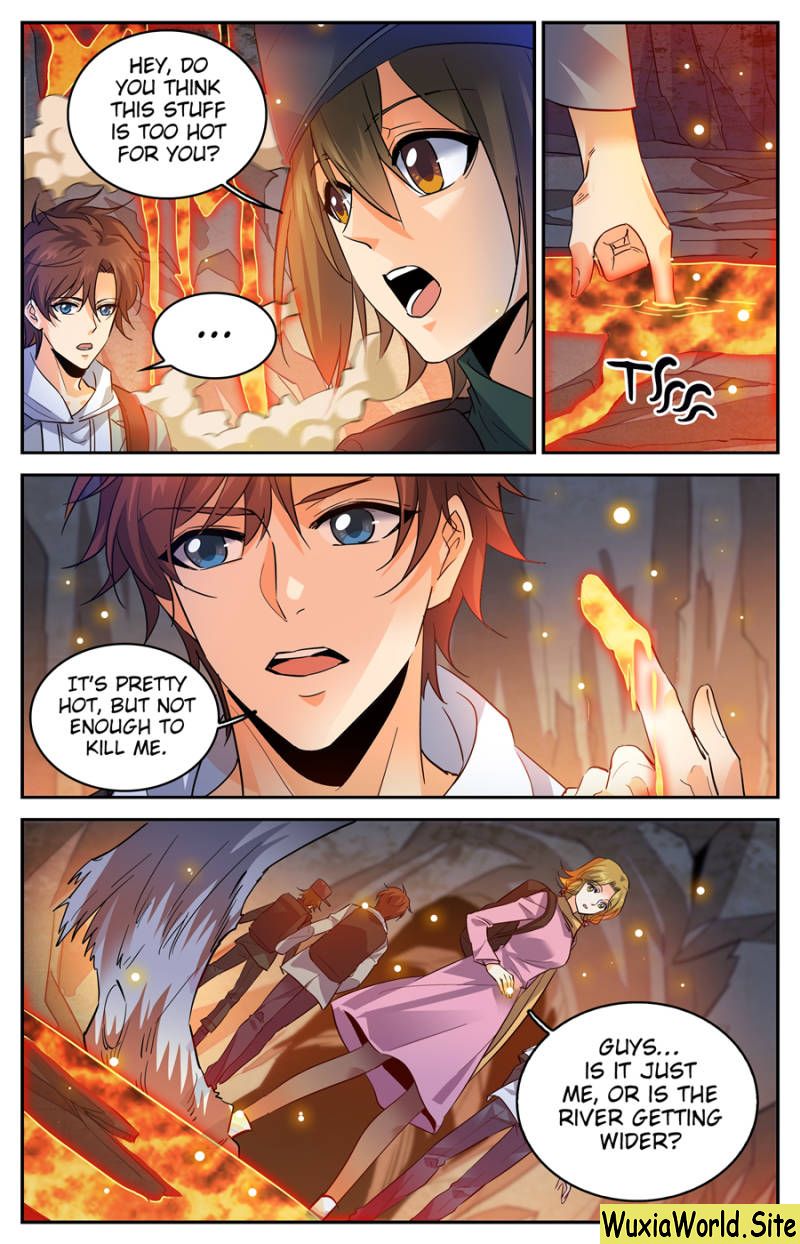 HEY, DO
YOU THINK
THIS STUFF
IS TOO HOT
FOR YOU?
...
TSSSS
IT'S PRETTY
HOT, BUT NOT
ENOUGH TO
KILL ME.
GUYS...
IS IT JUST
ME, OR IS THE
RIVER GETTING
WIDER?
WuxiaWorld.Site